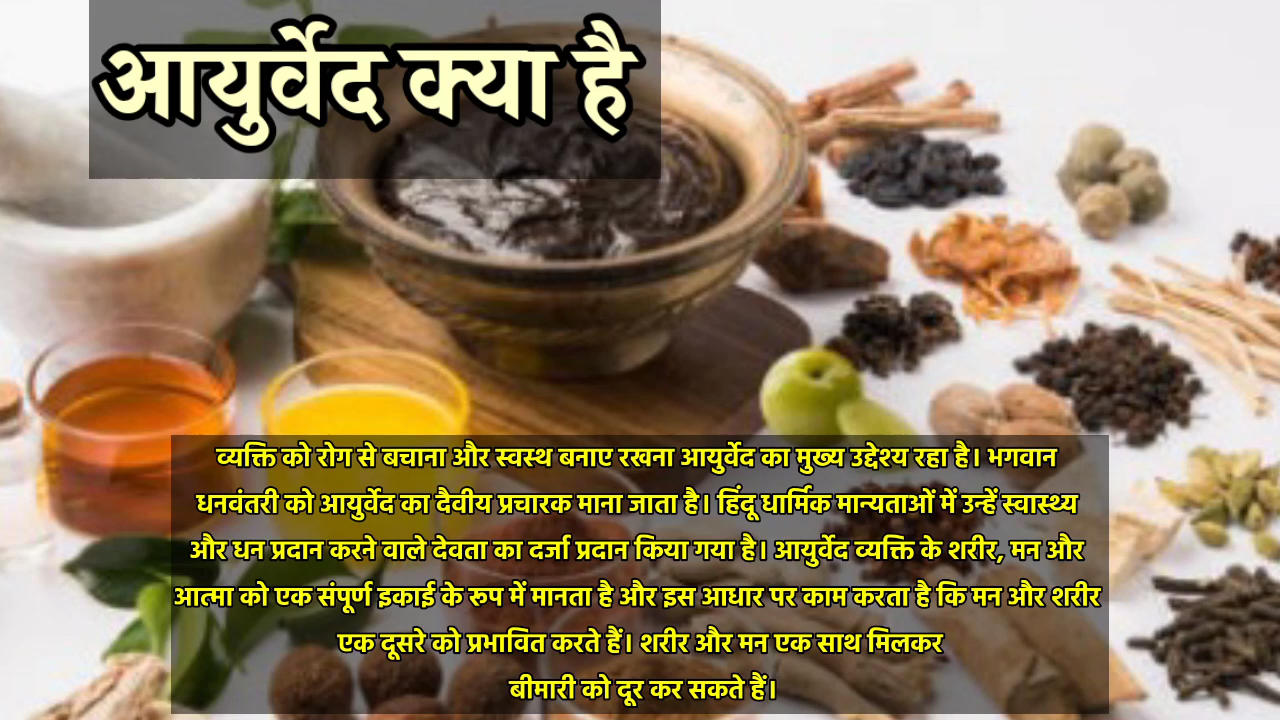 आयुर्वेद क्या है
व्यक्ति को रोग से बचाना और स्वस्थ बनाए रखना आयुर्वेद का मुख्य उद्देश्य रहा है। भगवान
धनवंतरी को आयुर्वेद का दैवीय प्रचारक माना जाता है। हिंदू धार्मिक मान्यताओं में उन्हें स्वास्थ्य
और धन प्रदान करने वाले देवता का दर्जा प्रदान किया गया है। आयुर्वेद व्यक्ति के शरीर, मन और
आत्मा को एक संपूर्ण इकाई के रूप में मानता है और इस आधार पर काम करता है कि मन और शरीर
एक दूसरे को प्रभावित करते हैं। शरीर और मन एक साथ मिलकर
बीमारी को दूर कर सकते हैं।